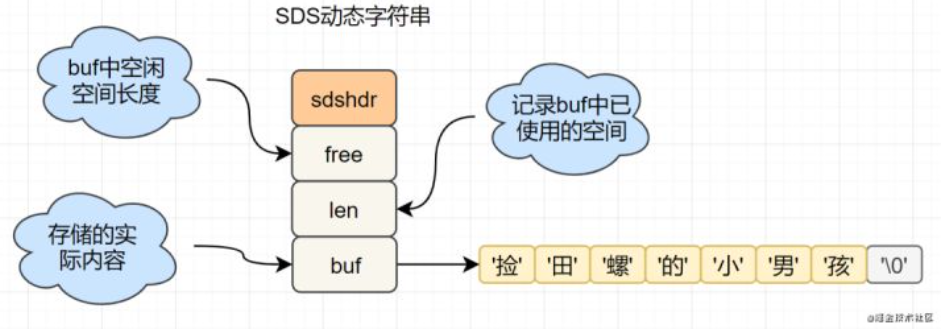 SDS动态字符串
buf中空闲
空间长度
sdshdr
记录buf中已
使用的空间
free
len
存储的实
际内容
buf
'捡' '田' '螺' '的' '小' '男' '孩' '\0'
@稀金技术社区